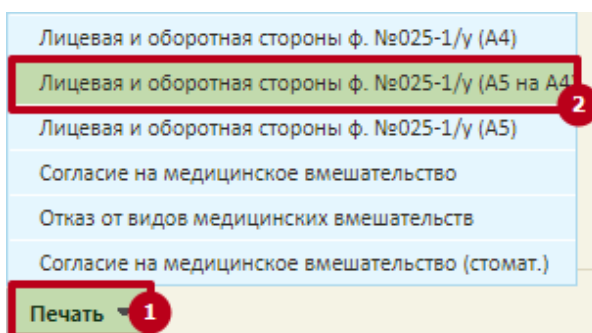 Лицевая и оборотная стороны ф. №025-1/у (А4)
Лицевая и оборотная стороны ф. №025-1/у (А5 на А4)
2
Лицевая и оборотная стороны ф. №025-1/у (А5)
Согласие на медицинское вмешательство
Отказ от видов медицинских вмешательств
Согласие на медицинское вмешательство (стомат.)
Печать 1